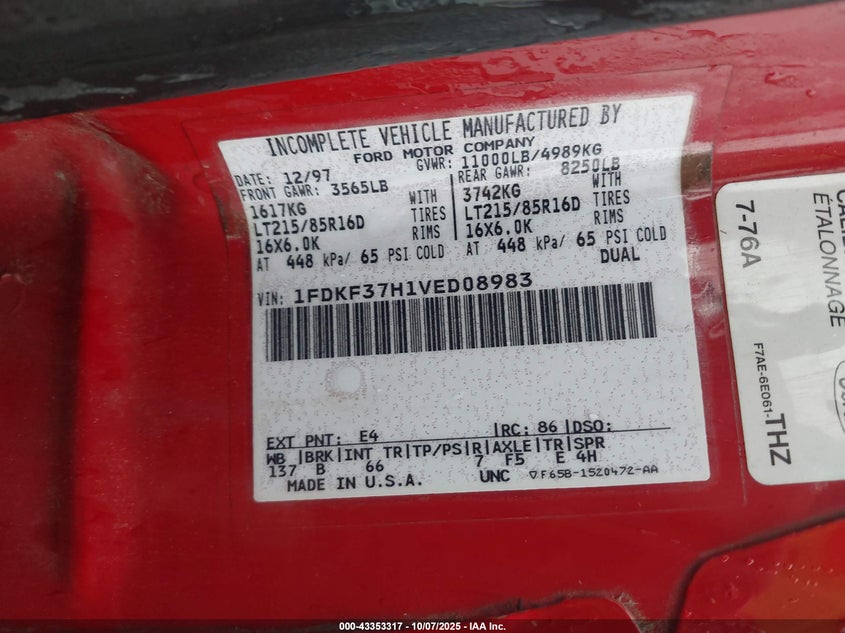 INCOMPLETE VEHICLE MANUFACTURED BY
FORD MOTOR COMPANY
DATE: 12/97 GVWR: 11000LB/4989KG
FRONT GAWR: 3565LB REAR GAWR: 8250LB
1617KG WITH 3742KG WITH
LT215/85R16D TIRES LT215/85R16D TIRES
16X6.0K RIMS 16X6.0K RIMS
AT 448 kPa/ 65 PSI COLD AT 448 kPa/ 65 PSI COLD
DUAL
VIN: 1FDKF37H1VED08983
EXT PNT: E4 |RC: 86 |DSO:
WB |BRK|INT TR|TP/PS|R|AXLE|TR|SPR
137 B 66 7 F5 E 4H
MADE IN U.S.A. UNC ▽F65B-1520472-AA
ÉTALONNAGE
7-76A
F7AE-6E061-THZ
000-43353317 - 10/07/2025 - IAA Inc.